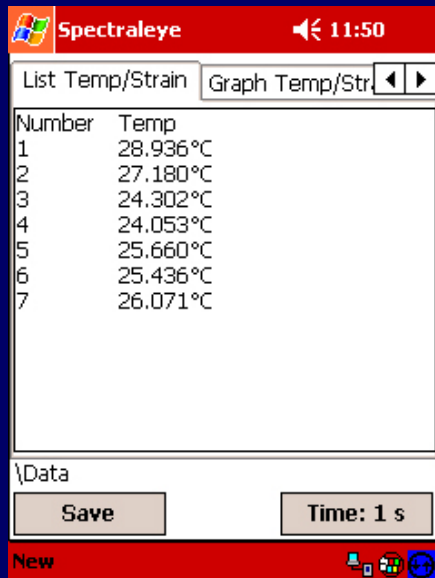 Spectraleye 11:50
List Temp/Strain Graph Temp/Str
Number Temp
1 28.936°C
2 27.180°C
3 24.302°C
4 24.053°C
5 25.660°C
6 25.436°C
7 26.071°C
\Data
Save Time: 1 s
New